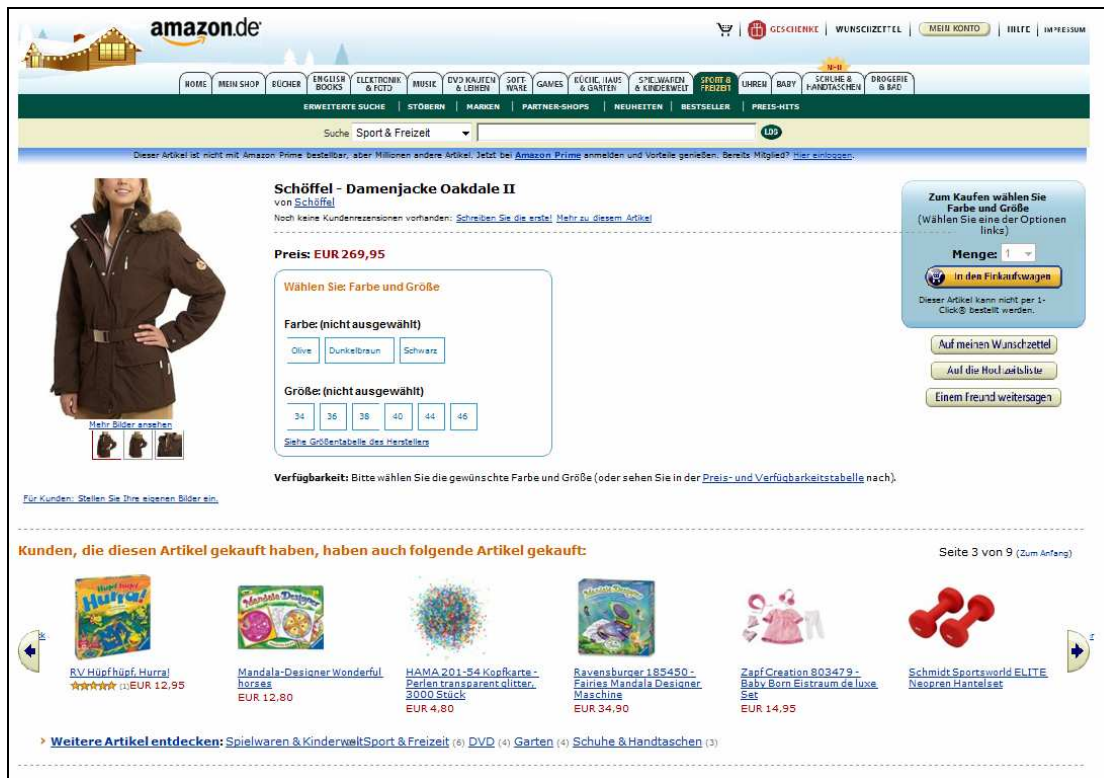 amazon.de
GESCHENKE | WUNSCHZETTEL | MEIN KONTO | HILFE | IMPRESSUM
NEU
HOME MEIN SHOP BÜCHER ENGLISH BOOKS ELEKTRONIK & FOTO MUSIK DVD KAUFEN & LEIHEN SOFT-WARE GAMES KÜCHE, HAUS & GARTEN SPIELWAREN & KINDERWELT SPORT & FREIZEIT UHREN BABY SCHUHE & HANDTASCHEN DROGERIE & BAD
ERWEITERTE SUCHE | STÖBERN | MARKEN | PARTNER-SHOPS | NEUHEITEN | BESTSELLER | PREIS-HITS
Suche Sport & Freizeit LOS
Dieser Artikel ist nicht mit Amazon Prime bestellbar, aber Millionen andere Artikel. Jetzt bei Amazon Prime anmelden und Vorteile genießen. Bereits Mitglied? Hier einloggen.
Schöffel - Damenjacke Oakdale II
von Schöffel
Noch keine Kundenrezensionen vorhanden: Schreiben Sie die erste! Mehr zu diesem Artikel
Preis: EUR 269,95
Wählen Sie: Farbe und Größe
Farbe: (nicht ausgewählt)
Olive Dunkelbraun Schwarz
Größe: (nicht ausgewählt)
34 36 38 40 44 46
Siehe Größentabelle des Herstellers
Verfügbarkeit: Bitte wählen Sie die gewünschte Farbe und Größe (oder sehen Sie in der Preis- und Verfügbarkeitstabelle nach).
Mehr Bilder ansehen
Für Kunden: Stellen Sie Ihre eigenen Bilder ein.
Zum Kaufen wählen Sie
Farbe und Größe
(Wählen Sie eine der Optionen
links)
Menge: 1
In den Einkaufswagen
Dieser Artikel kann nicht per 1-
Click® bestellt werden.
Auf meinen Wunschzettel
Auf die Hochzeitsliste
Einem Freund weitersagen
Kunden, die diesen Artikel gekauft haben, haben auch folgende Artikel gekauft:
Seite 3 von 9 (Zum Anfang)
Hüpf hüpf Hurra!
Mandala Designer
Mandala Designer
RV Hüpf hüpf, Hurra!
(1) EUR 12,95
Mandala-Designer Wonderful
horses
EUR 12,80
HAMA 201-54 Kopfkarte -
Perlen transparent glitter,
3000 Stück
EUR 4,80
Ravensburger 185450 -
Fairies Mandala Designer
Maschine
EUR 34,90
Zapf Creation 803479 -
Baby Born Eistraum de luxe
Set
EUR 14,95
Schmidt Sportsworld ELITE
Neopren Hantelset
› Weitere Artikel entdecken: Spielwaren & Kinderwelt Sport & Freizeit (6) DVD (4) Garten (4) Schuhe & Handtaschen (3)